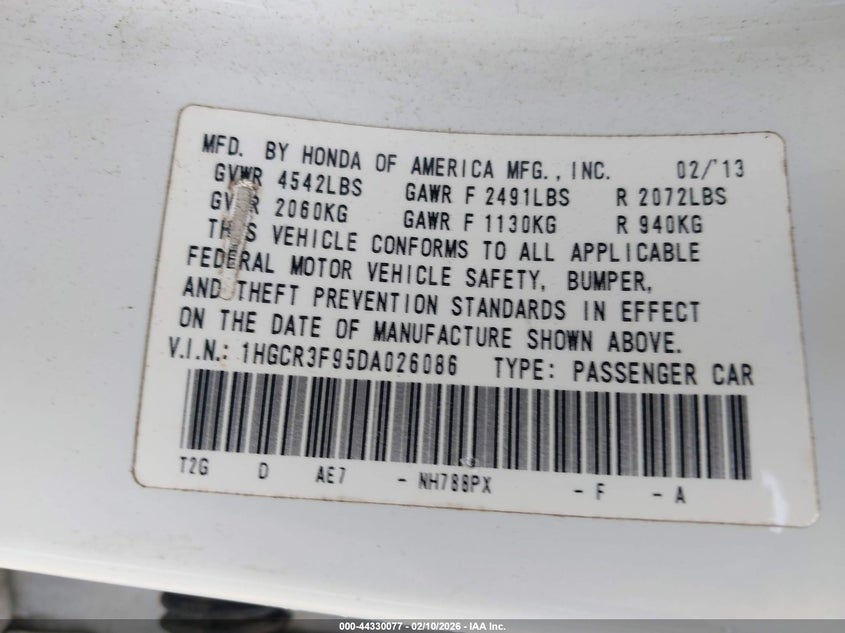 MFD. BY HONDA OF AMERICA MFG., INC. 02/'13
GVWR 4542LBS GAWR F 2491LBS R 2072LBS
GVWR 2060KG GAWR F 1130KG R 940KG
THIS VEHICLE CONFORMS TO ALL APPLICABLE
FEDERAL MOTOR VEHICLE SAFETY, BUMPER,
AND THEFT PREVENTION STANDARDS IN EFFECT
ON THE DATE OF MANUFACTURE SHOWN ABOVE.
V.I.N.: 1HGCR3F95DA026086 TYPE: PASSENGER CAR
T2G D AE7 - NH788PX - F - A
000-44330077 - 02/10/2026 - IAA Inc.